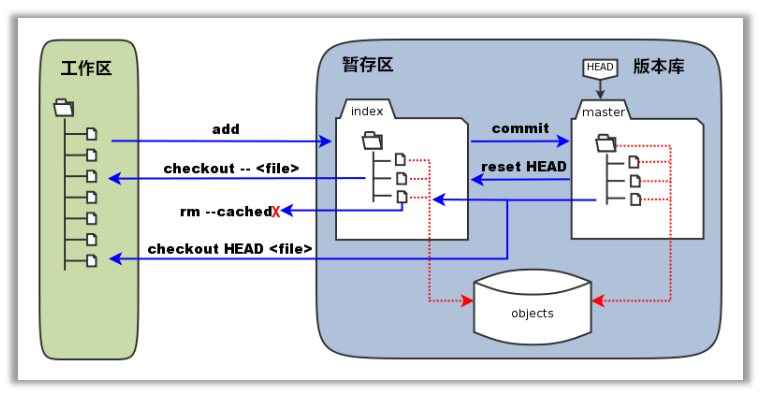 工作区
暂存区
HEAD
版本库
index
master
add
commit
checkout -- <file>
reset HEAD
rm --cachedX
checkout HEAD <file>
objects